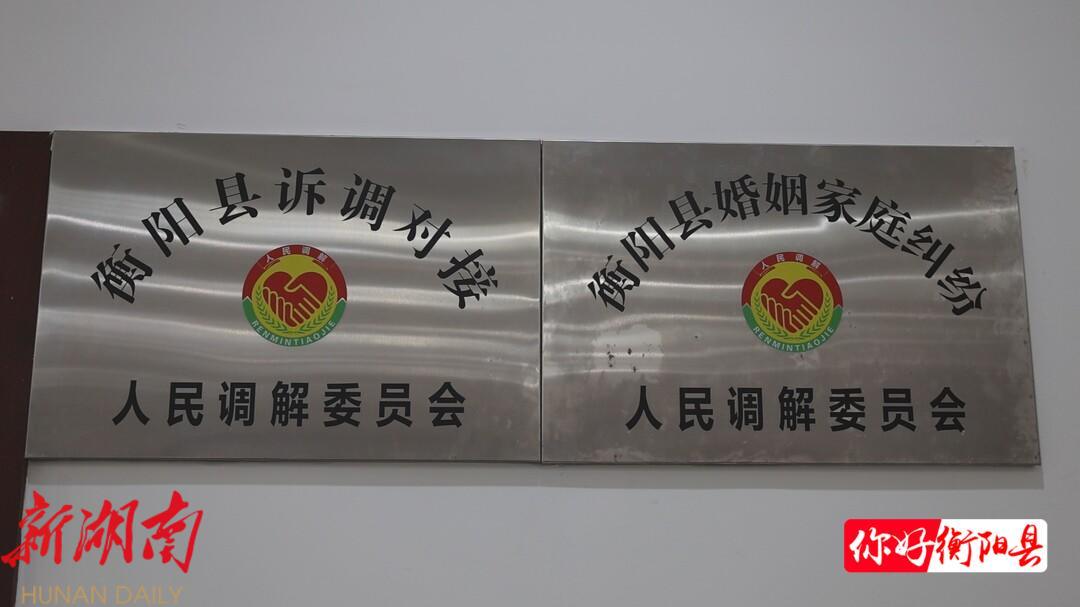 衡阳县诉调对接
人民调解
RENMINTIAOJIE
人民调解委员会
衡阳县婚姻家庭纠纷
人民调解
RENMINTIAOJIE
人民调解委员会
新湖南
HUNAN DAILY
你好衡阳县